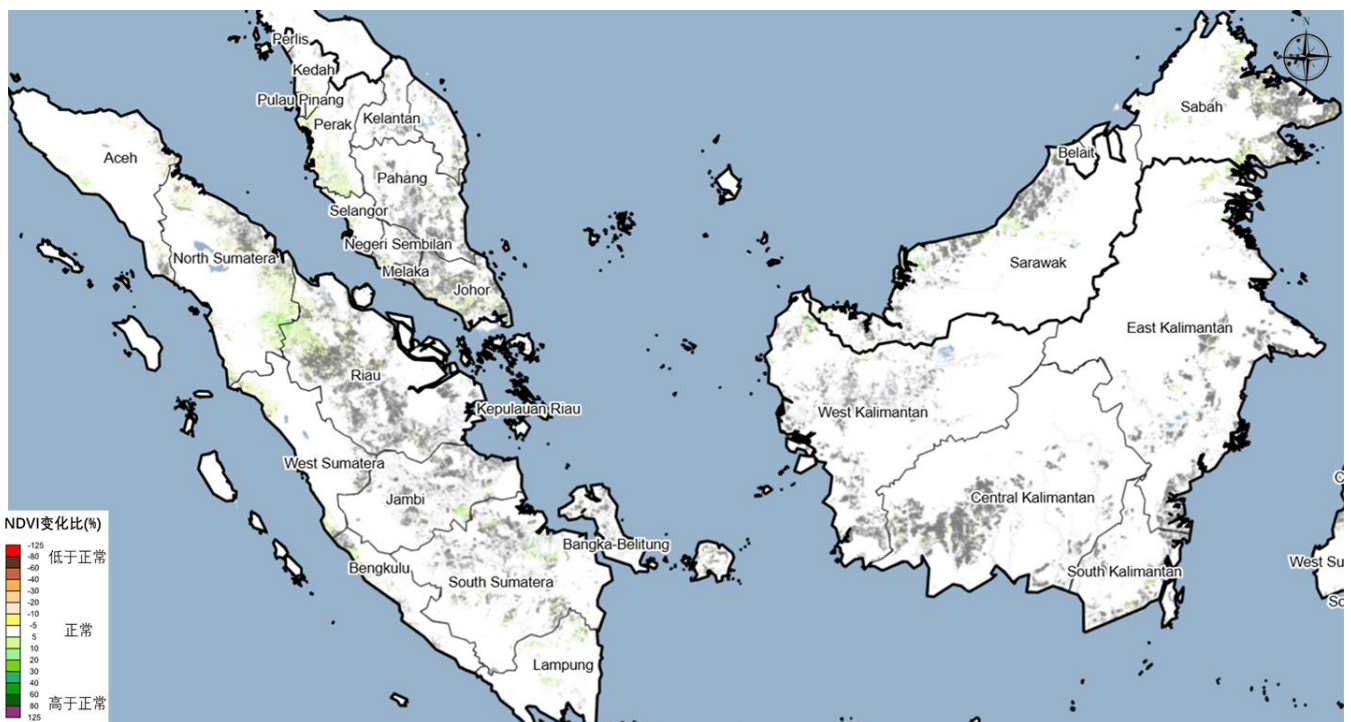 N
Perlis
Kedah
Pulau Pinang
Perak
Kelantan
Pahang
Selangor
Negeri Sembilan
Melaka
Johor
Aceh
North Sumatera
Riau
Kepulauan Riau
West Sumatera
Jambi
Bengkulu
South Sumatera
Bangka-Belitung
Lampung
Sabah
Belait
Sarawak
East Kalimantan
West Kalimantan
Central Kalimantan
South Kalimantan
C
West Su
So
NDVI变化比(%)
-125
-80
-60
-40
-30
-20
-10
-5
5
10
20
30
40
60
80
125
低于正常
正常
高于正常